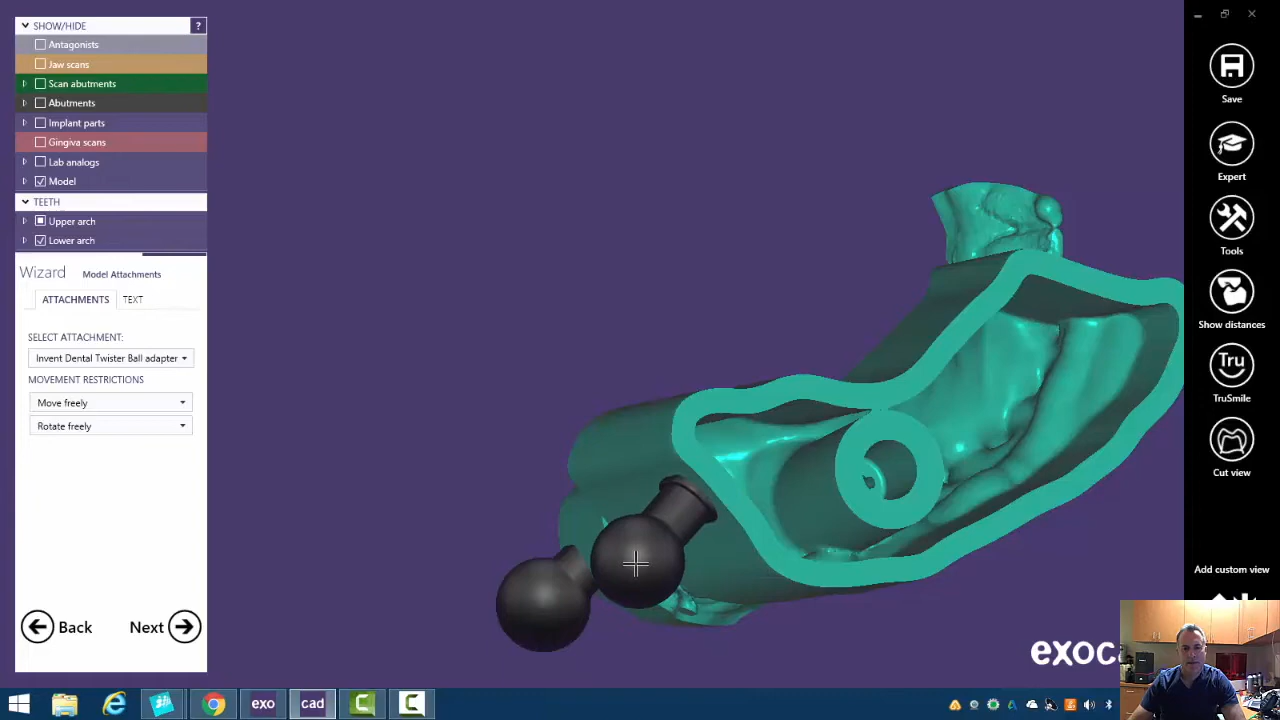 SHOW/HIDE
?
Antagonists
Jaw scans
Scan abutments
Abutments
Implant parts
Gingiva scans
Lab analogs
Model
TEETH
Upper arch
Lower arch
Wizard Model Attachments
ATTACHMENTS TEXT
SELECT ATTACHMENT:
Invent Dental Twister Ball adapter
MOVEMENT RESTRICTIONS
Move freely
Rotate freely
Back Next
Save
Expert
Tools
Show distances
Tru
TruSmile
Cut view
Add custom view
exoc
exo cad